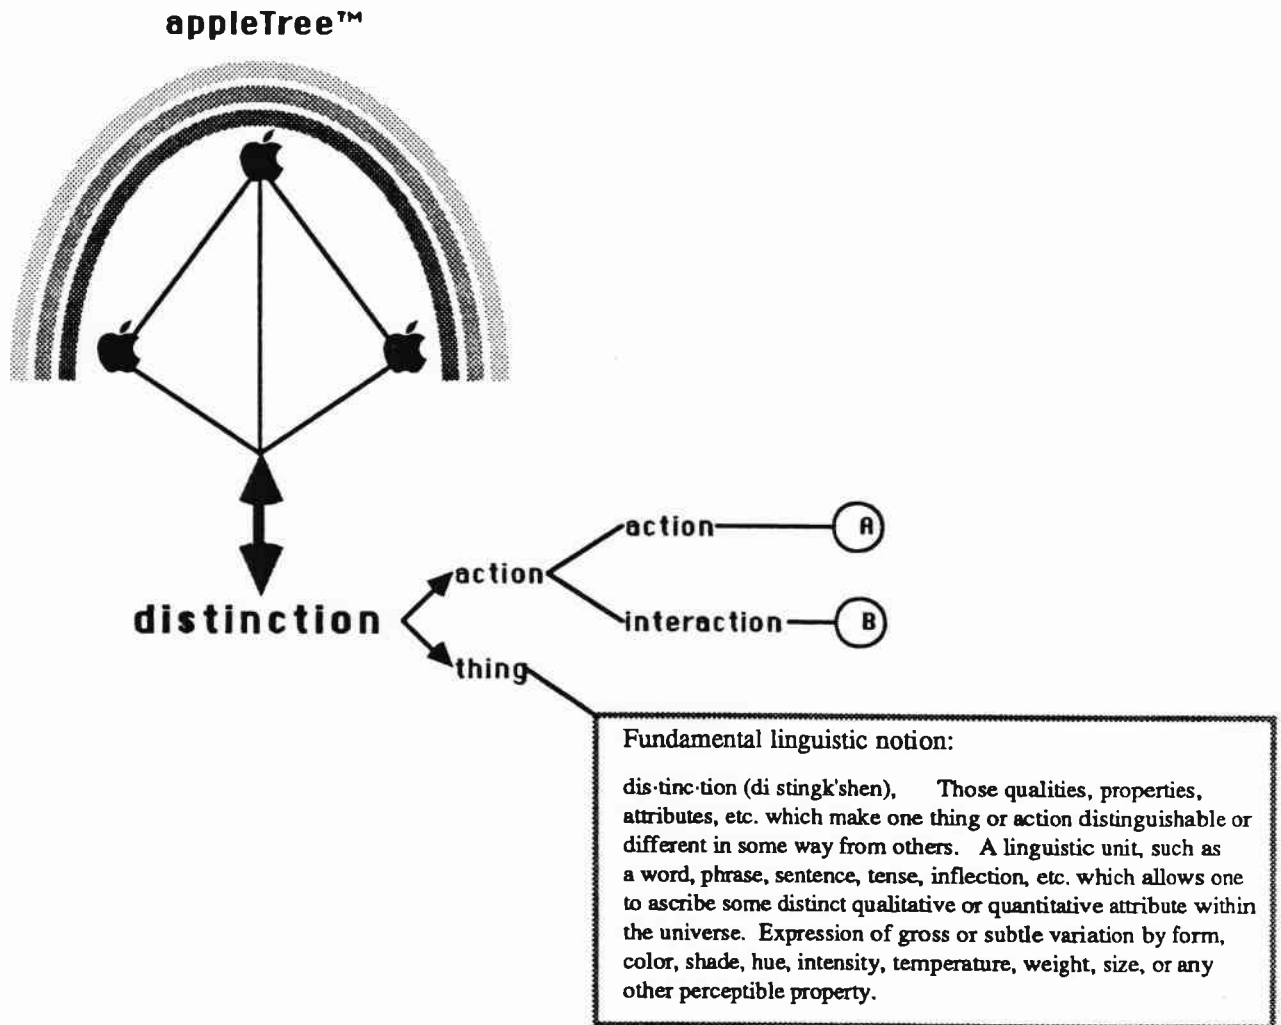 appleTree™
action
A
action
distinction
interaction
B
thing
Fundamental linguistic notion:
dis·tinc·tion (di stingk'shen), Those qualities, properties,
attributes, etc. which make one thing or action distinguishable or
different in some way from others. A linguistic unit, such as
a word, phrase, sentence, tense, inflection, etc. which allows one
to ascribe some distinct qualitative or quantitative attribute within
the universe. Expression of gross or subtle variation by form,
color, shade, hue, intensity, temperature, weight, size, or any
other perceptible property.